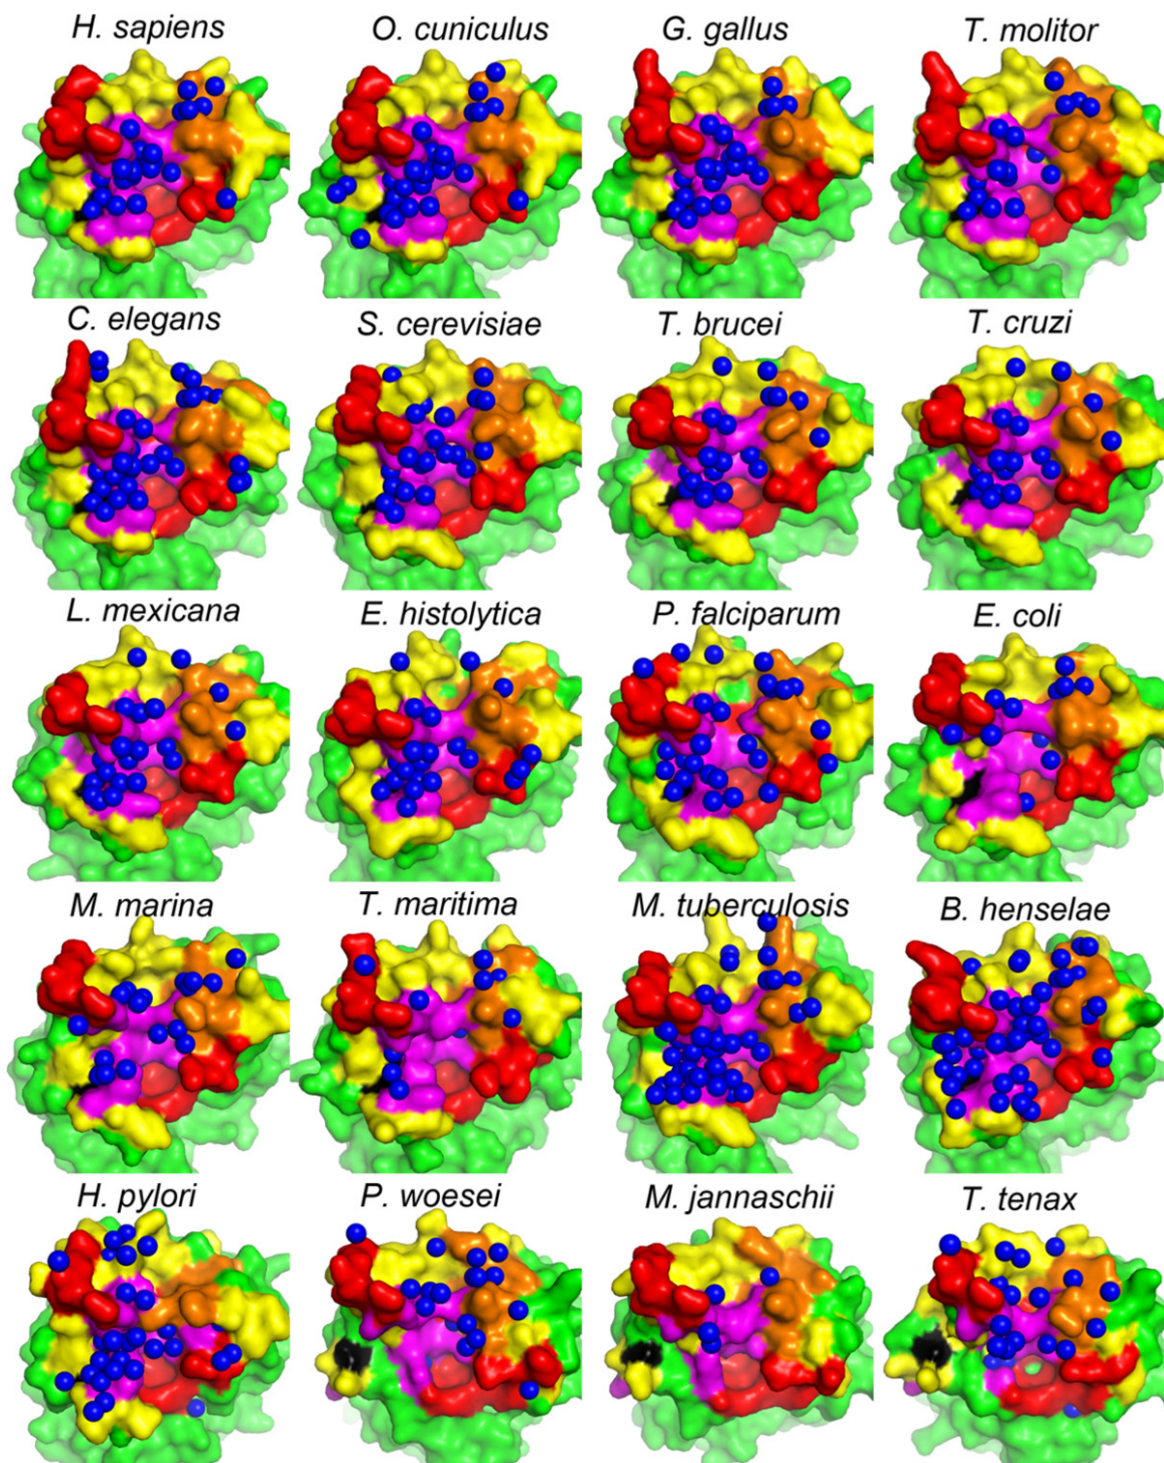 H. sapiens O. cuniculus G. gallus T. molitor
C. elegans S. cerevisiae T. brucei T. cruzi
L. mexicana E. histolytica P. falciparum E. coli
M. marina T. maritima M. tuberculosis B. henselae
H. pylori P. woesei M. jannaschii T. tenax